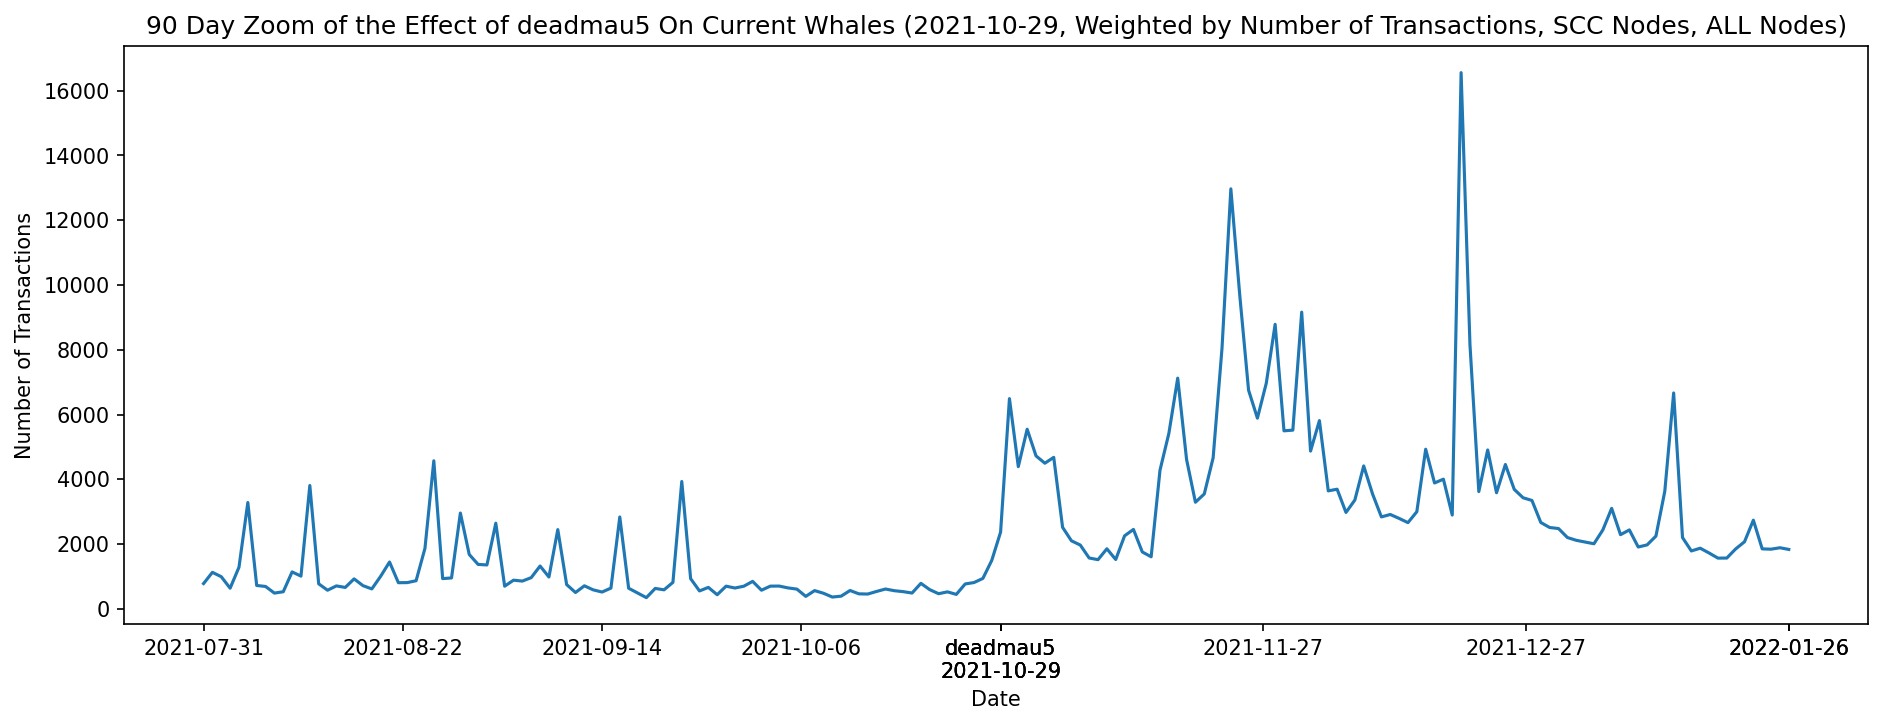 90 Day Zoom of the Effect of deadmau5 On Current Whales (2021-10-29, Weighted by Number of Transactions, SCC Nodes, ALL Nodes)
Number of Transactions
16000
14000
12000
10000
8000
6000
4000
2000
0
2021-07-31 2021-08-22 2021-09-14 2021-10-06 deadmau5 2021-11-27 2021-12-27 2022-01-26
2021-10-29
Date